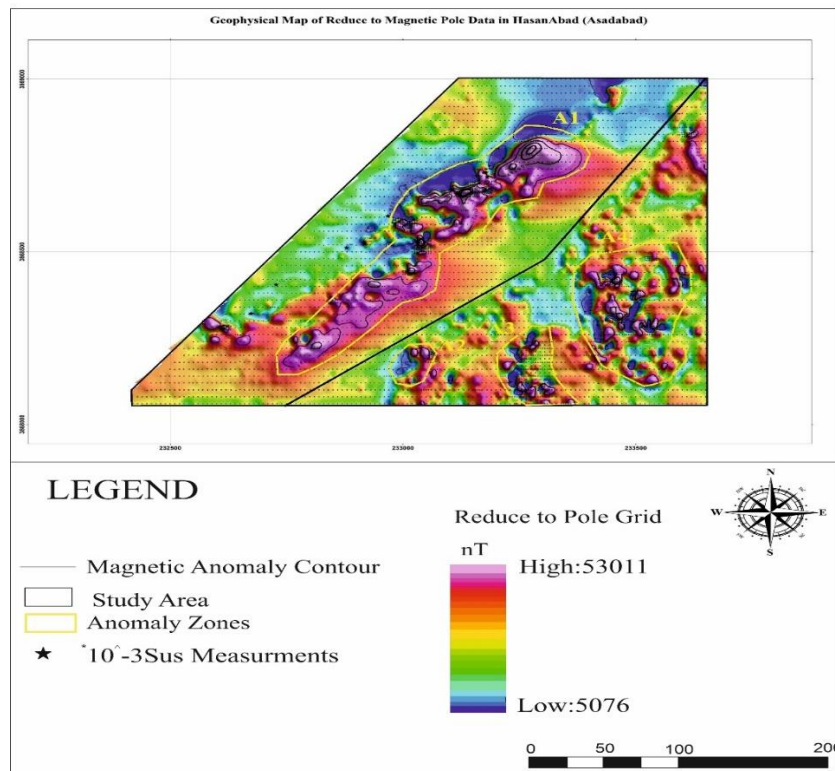 Geophysical Map of Reduce to Magnetic Pole Data in HasanAbad (Asadabad)
A1
232500
233000
233500
LEGEND
Magnetic Anomaly Contour
Study Area
Anomaly Zones
*10^-3Sus Measurments
Reduce to Pole Grid
nT
High:53011
Low:5076
N
W
E
S
0
50
100
200